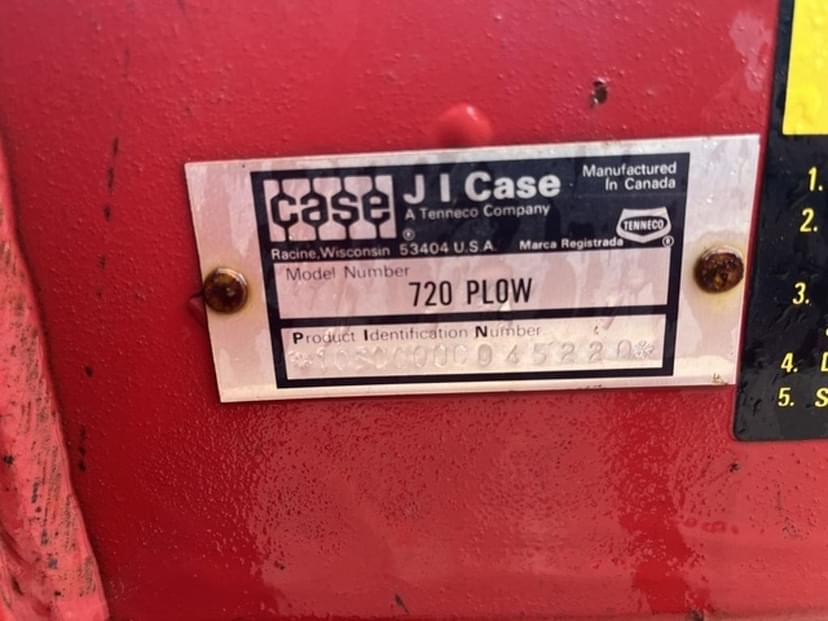 case
®
J I Case
A Tenneco Company
Manufactured
In Canada
TENNECO
®
Racine, Wisconsin 53404 U.S.A. Marca Registrada
Model Number
720 PLOW
Product Identification Number
1.
2.
3.
4.
5. S